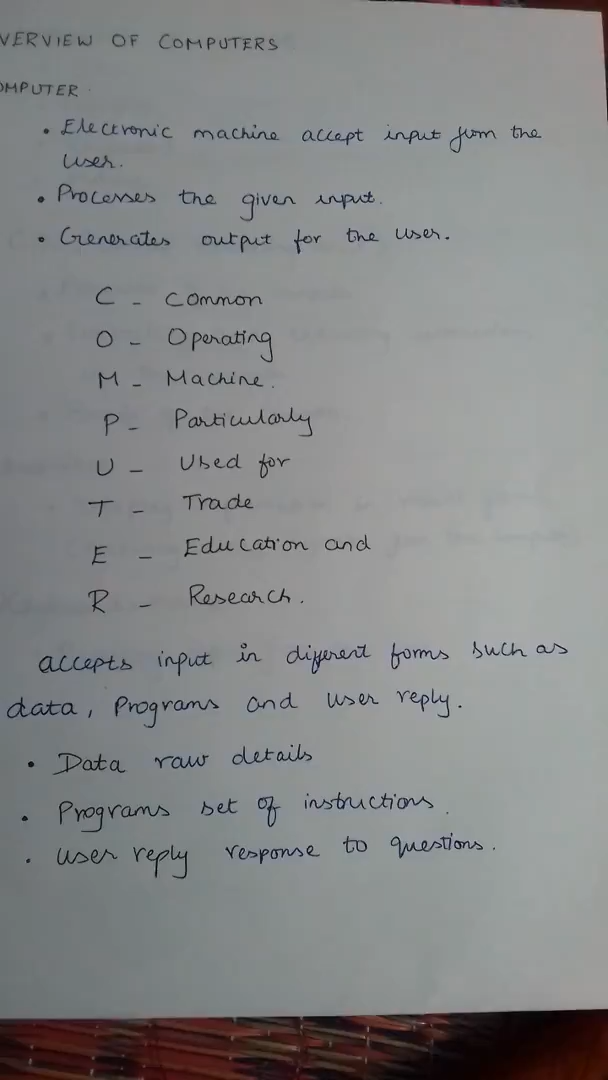 VERVIEW OF COMPUTERS
OMPUTER
• Electronic machine accept input from the
user.
• Processes the given input.
• Generates output for the user.
C - Common
O - Operating
M - Machine.
P - Particularly
U - Used for
T - Trade
E - Education and
R - Research.
accepts input in different forms such as
data, Programs and user reply.
• Data raw details
• Programs set of instructions.
• user reply response to questions.